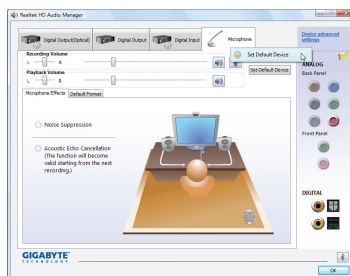 Realtek HD Audio Manager
Digital Output(Optical)
Digital Output
Digital Input
Microphone
Device advanced
settings
Set Default Device
Recording Volume
L
R
Set Default Device
Playback Volume
L
R
ANALOG
Back Panel
Microphone Effects
Default Format
Noise Suppression
Acoustic Echo Cancellation
(The function will become
valid starting from the next
recording.)
Front Panel
DIGITAL
GIGABYTE™
TECHNOLOGY
i
OK